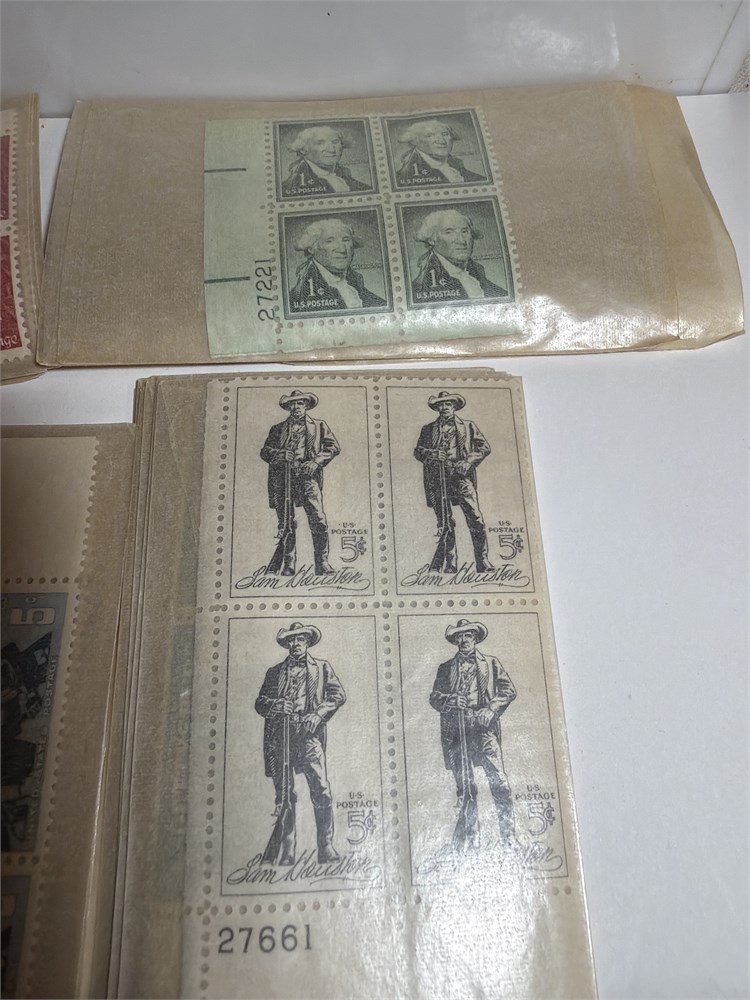 1¢ 1¢
U.S. POSTAGE U.S. POSTAGE
1¢ 1¢
U.S. POSTAGE U.S. POSTAGE
27221
U·S· U·S·
POSTAGE POSTAGE
5¢ 5¢
Sam Houston Sam Houston
U·S· U·S·
POSTAGE POSTAGE
5¢ 5¢
Sam Houston Sam Houston
27661
10